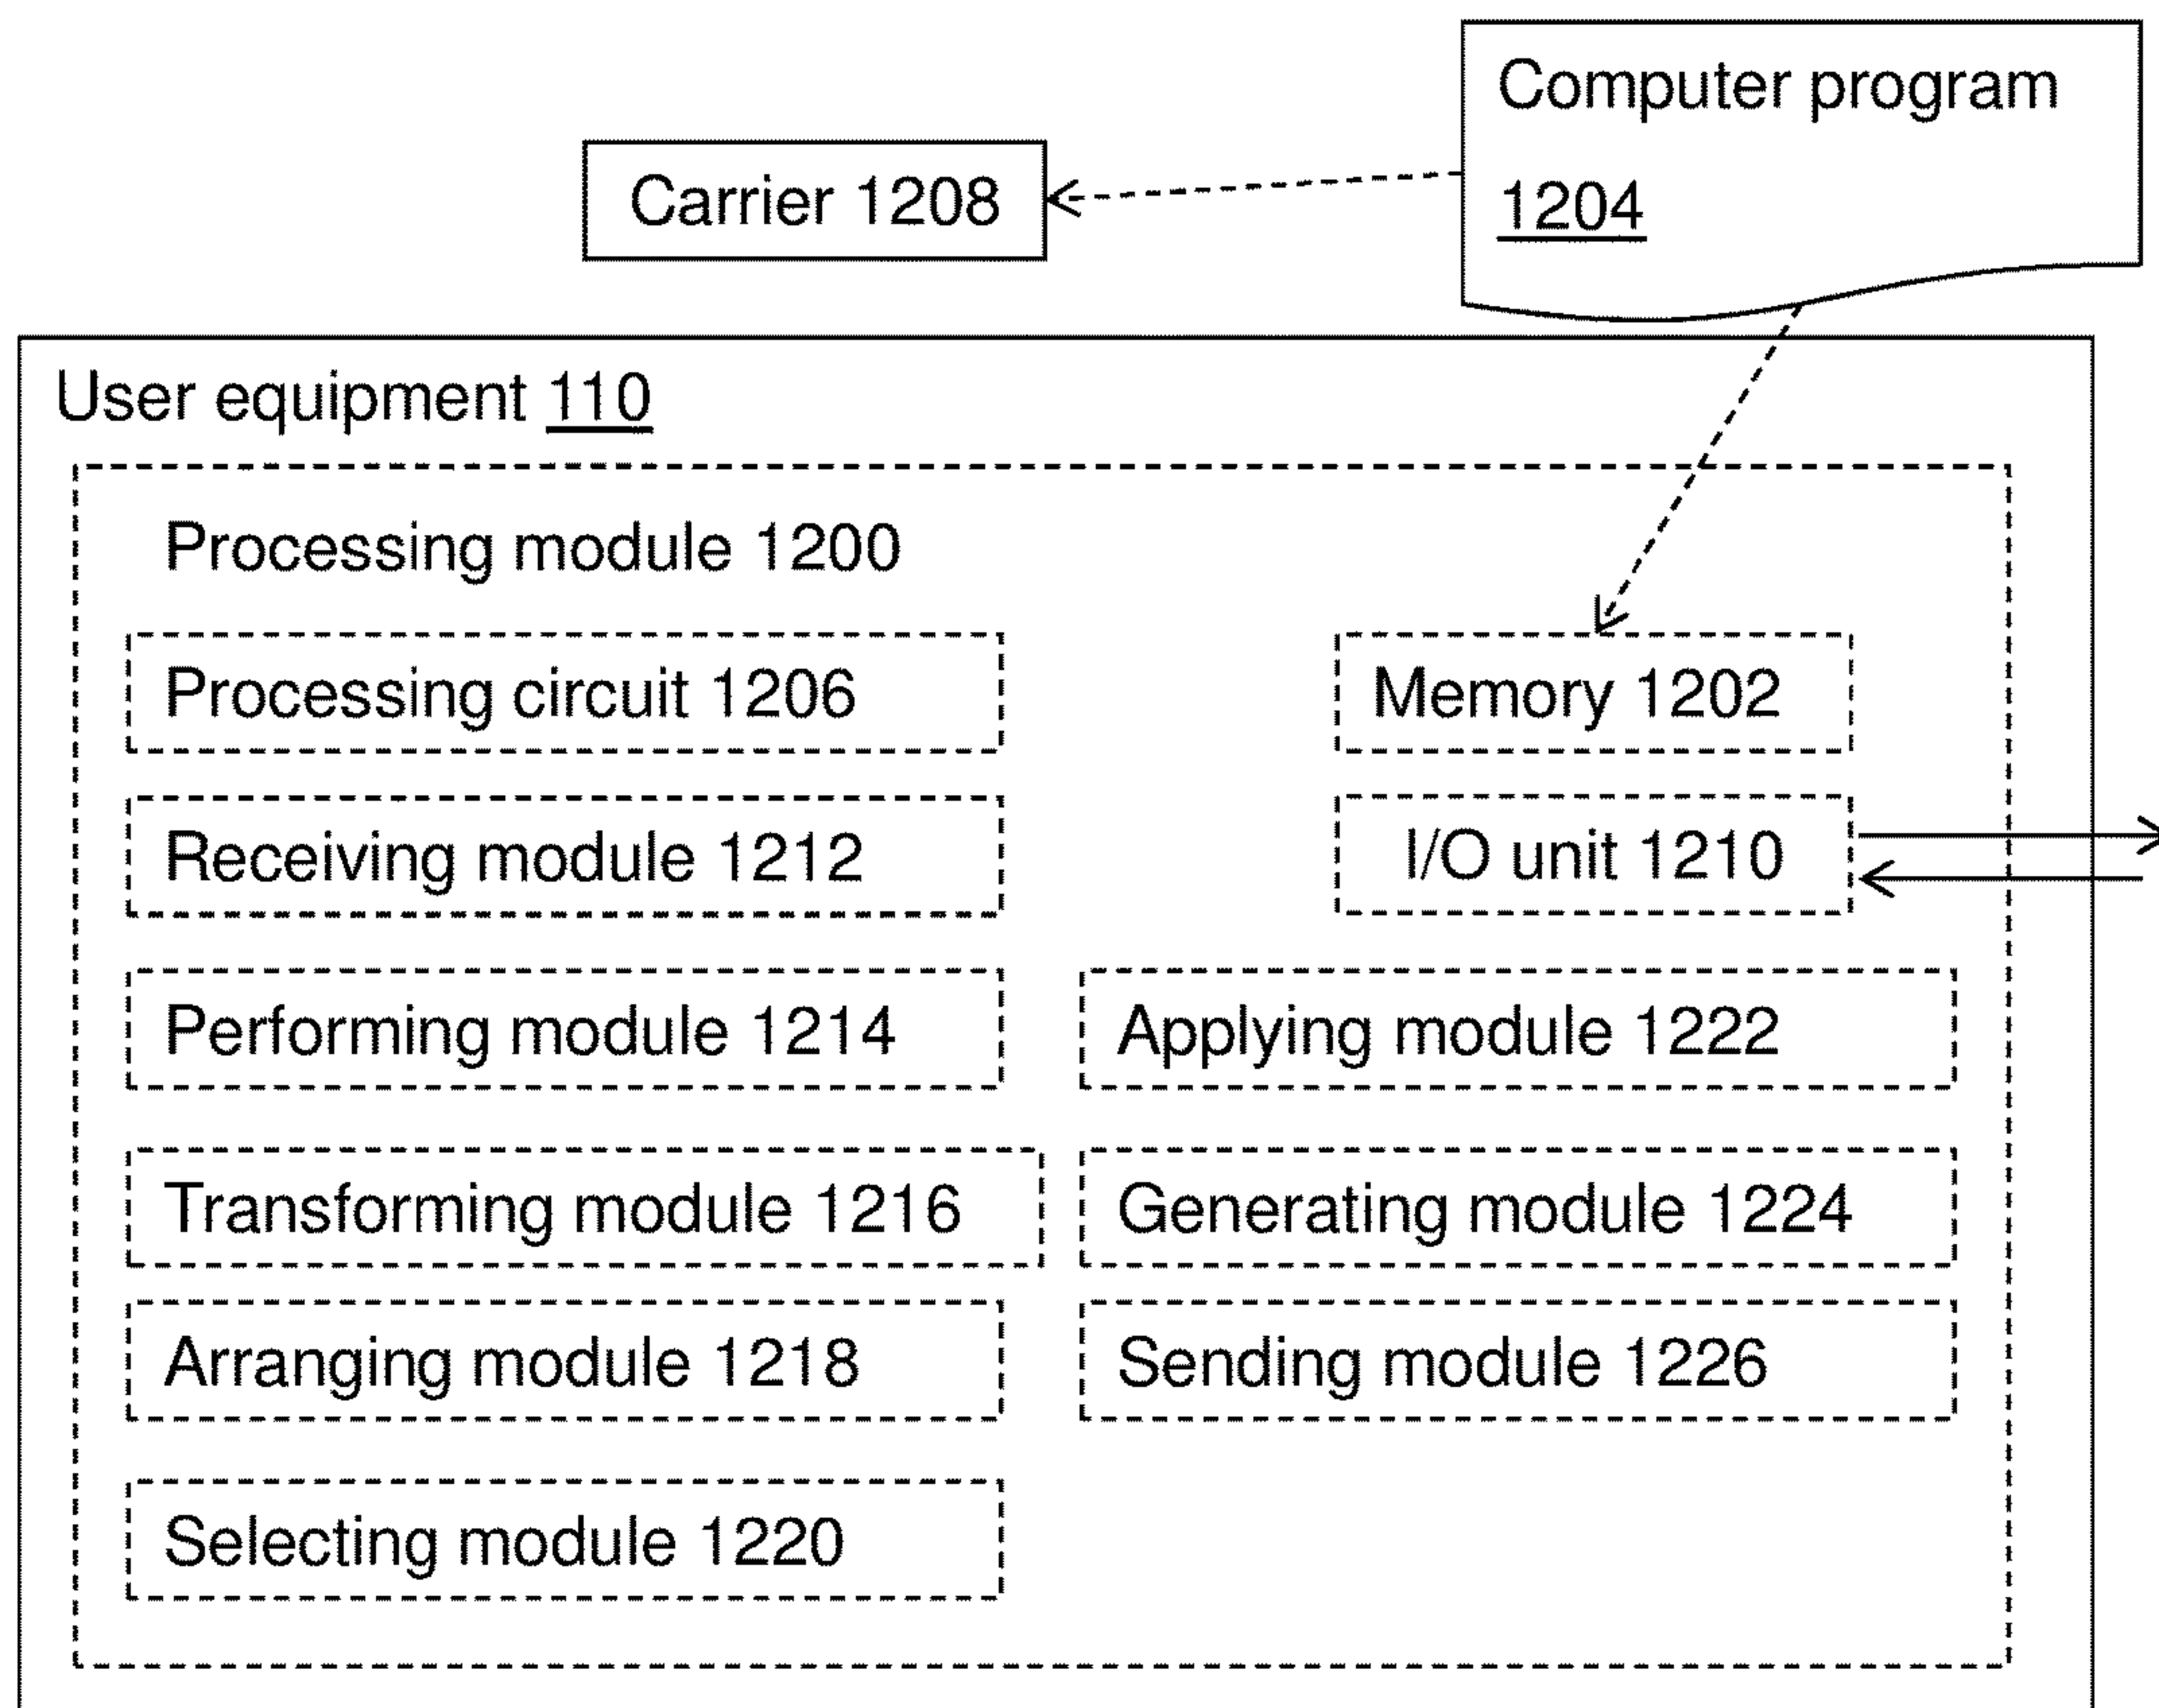 Computer program
1204
Carrier 1208
User equipment 110
Processing module 1200
Processing circuit 1206
Memory 1202
Receiving module 1212
I/O unit 1210
Performing module 1214
Applying module 1222
Transforming module 1216
Generating module 1224
Arranging module 1218
Sending module 1226
Selecting module 1220